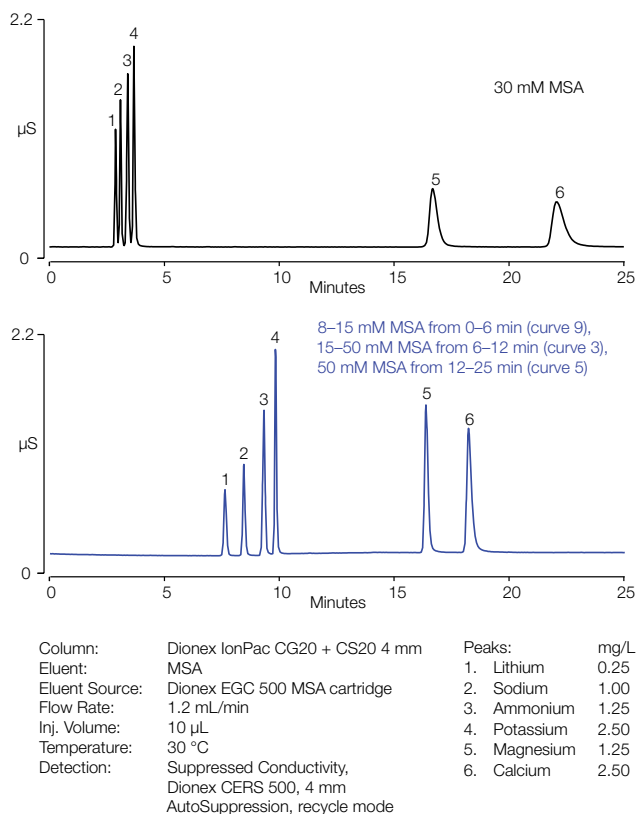 2.2
4
3
2
1
30 mM MSA
µS
5
6
0
0 5 10 15 20 25
Minutes
2.2
8–15 mM MSA from 0–6 min (curve 9),
15–50 mM MSA from 6–12 min (curve 3),
50 mM MSA from 12–25 min (curve 5)
4
3
2
1
5
6
µS
0
0 5 10 15 20 25
Minutes
Column: Dionex IonPac CG20 + CS20 4 mm
Eluent: MSA
Eluent Source: Dionex EGC 500 MSA cartridge
Flow Rate: 1.2 mL/min
Inj. Volume: 10 µL
Temperature: 30 °C
Detection: Suppressed Conductivity,
Dionex CERS 500, 4 mm
AutoSuppression, recycle mode
Peaks: mg/L
1. Lithium 0.25
2. Sodium 1.00
3. Ammonium 1.25
4. Potassium 2.50
5. Magnesium 1.25
6. Calcium 2.50